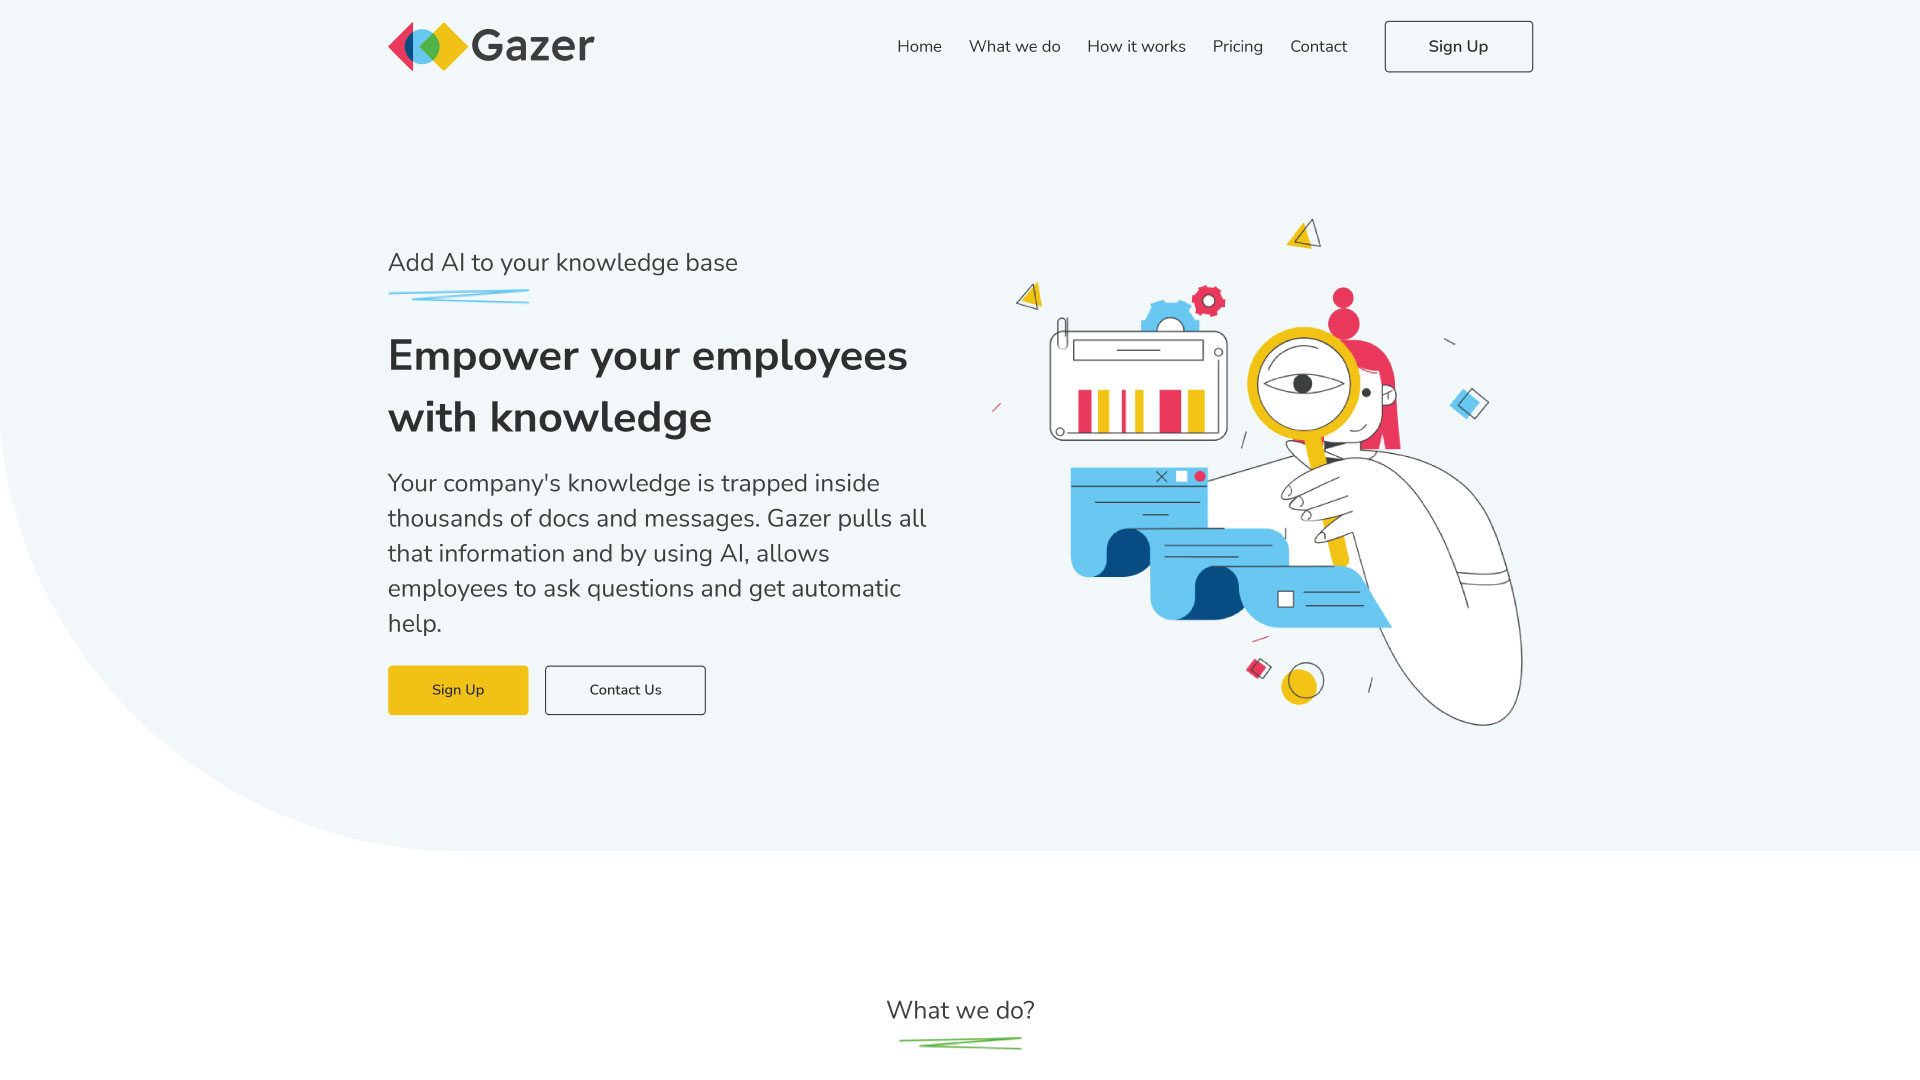 Gazer
Home
What we do
How it works
Pricing
Contact
Sign Up
Add AI to your knowledge base
Empower your employees
with knowledge
Your company's knowledge is trapped inside
thousands of docs and messages. Gazer pulls all
that information and by using AI, allows
employees to ask questions and get automatic
help.
Sign Up
Contact Us
What we do?